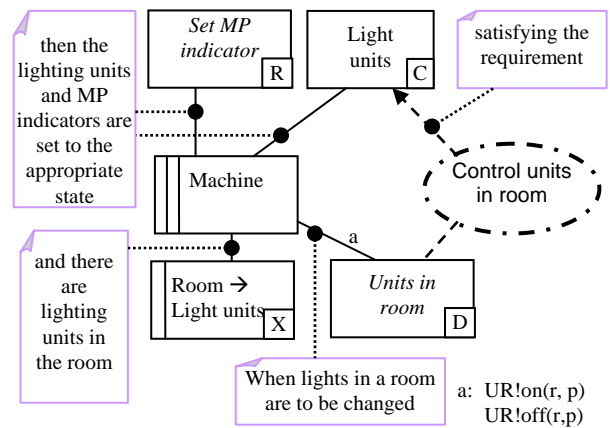 then the
lighting units
and MP
indicators are
set to the
appropriate
state
Set MP
indicator
R
Light
units
C
satisfying the
requirement
Machine
Control units
in room
a
and there
are
lighting
units in
the room
Room →
Light units
X
Units in
room
D
When lights in a room
are to be changed
a: UR!on(r, p)
UR!off(r,p)